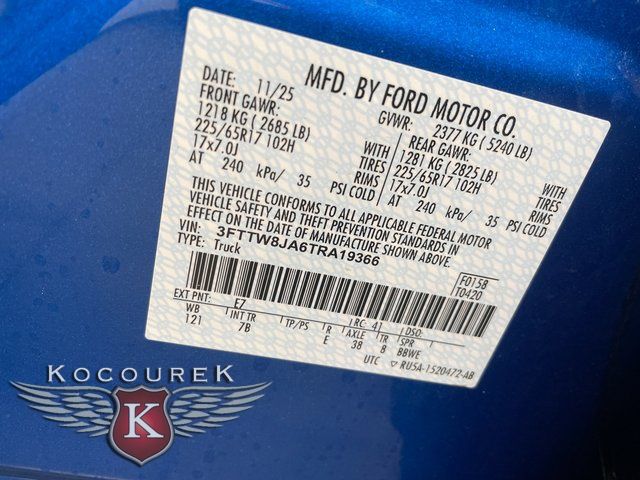 MFD. BY FORD MOTOR CO.
DATE: 11/25
GVWR: 2377 KG ( 5240 LB)
FRONT GAWR:
1218 KG ( 2685 LB)
WITH
225/65R17 102H
TIRES
17x7.0J
RIMS
AT 240 kPa/ 35 PSI COLD
REAR GAWR:
1281 KG ( 2825 LB)
WITH
225/65R17 102H
TIRES
17x7.0J
RIMS
AT 240 kPa/ 35 PSI COLD
THIS VEHICLE CONFORMS TO ALL APPLICABLE FEDERAL MOTOR
VEHICLE SAFETY AND THEFT PREVENTION STANDARDS IN
EFFECT ON THE DATE OF MANUFACTURE SHOWN ABOVE.
VIN: 3FTTW8JA6TRA19366
TYPE: Truck
F0158
T0420
EXT PNT: E7 RC: 41 DSO:
WB INT TR TP/PS R AXLE TR SPR
121 7B E 38 8 BBWE
UTC ▽ RU5A-1520472-AB
KOCOUREK
K